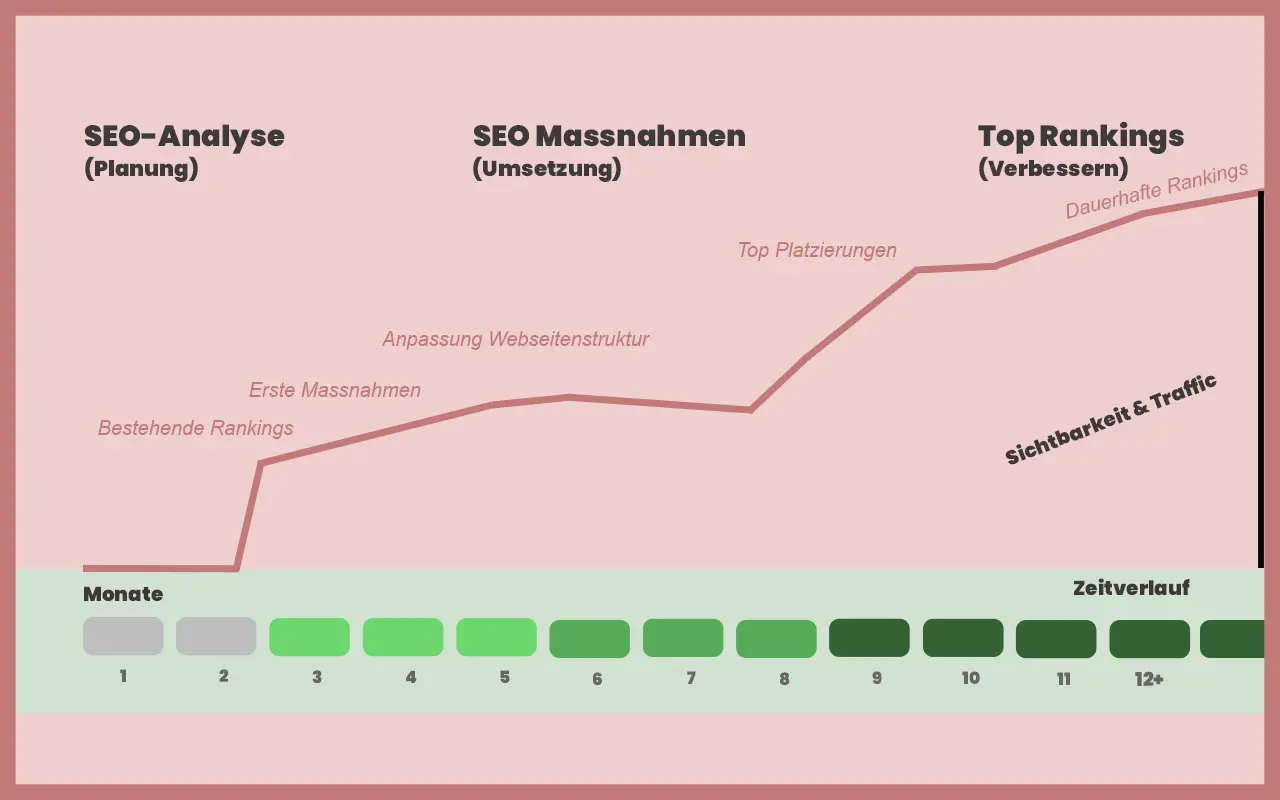 SEO-Analyse
(Planung)
SEO Massnahmen
(Umsetzung)
Top Rankings
(Verbessern)
Dauerhafte Rankings
Top Platzierungen
Anpassung Webseitenstruktur
Erste Massnahmen
Bestehende Rankings
Sichtbarkeit & Traffic
Monate
Zeitverlauf
1 2 3 4 5 6 7 8 9 10 11 12+